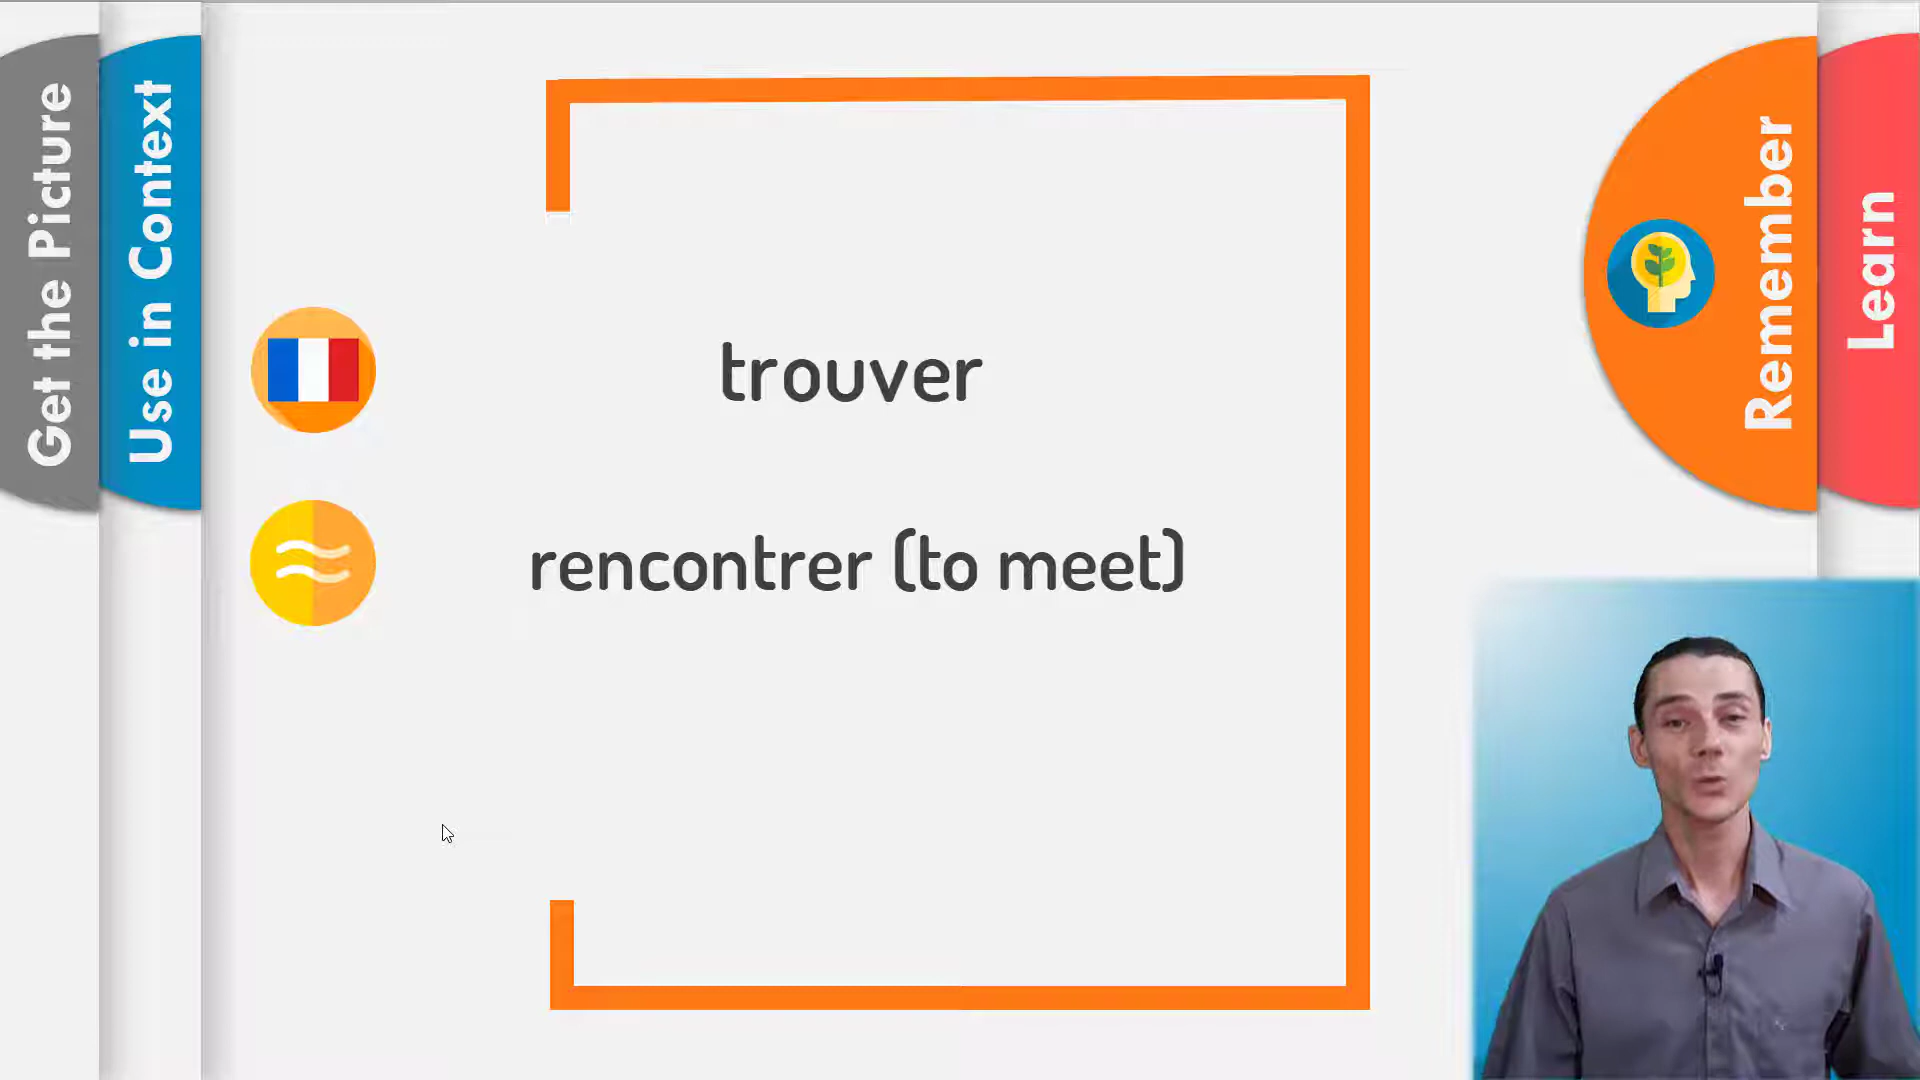 Get the Picture
Use in Context
trouver
rencontrer (to meet)
Remember
Learn